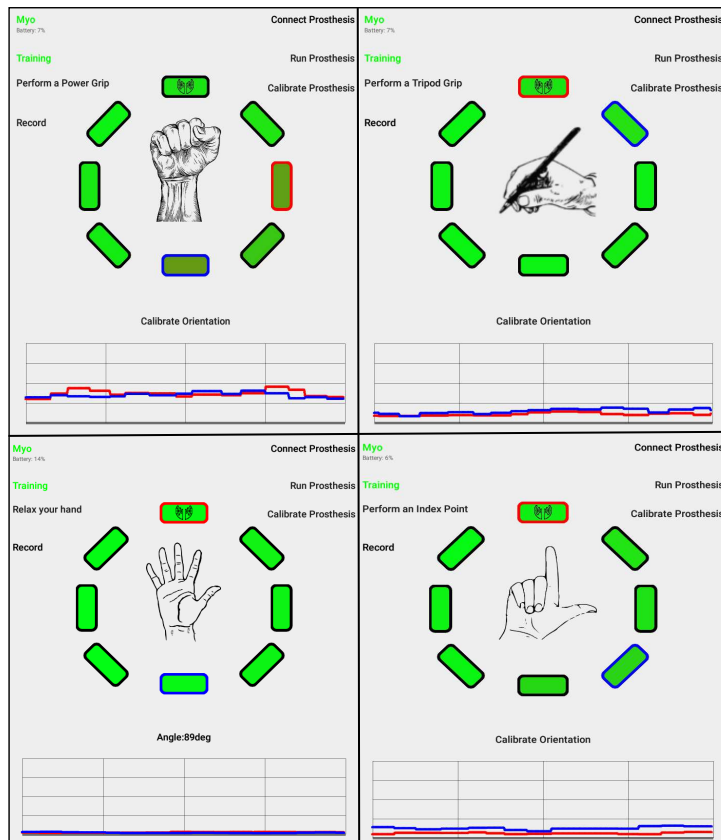 Myo
Connect Prosthesis
Battery: 7%
Training
Run Prosthesis
Perform a Power Grip
Calibrate Prosthesis
Record
Calibrate Orientation
Myo
Connect Prosthesis
Battery: 7%
Training
Run Prosthesis
Perform a Tripod Grip
Calibrate Prosthesis
Record
Calibrate Orientation
Myo
Connect Prosthesis
Battery: 14%
Training
Run Prosthesis
Relax your hand
Calibrate Prosthesis
Record
Angle:89deg
Myo
Connect Prosthesis
Battery: 6%
Training
Run Prosthesis
Perform an Index Point
Calibrate Prosthesis
Record
Calibrate Orientation